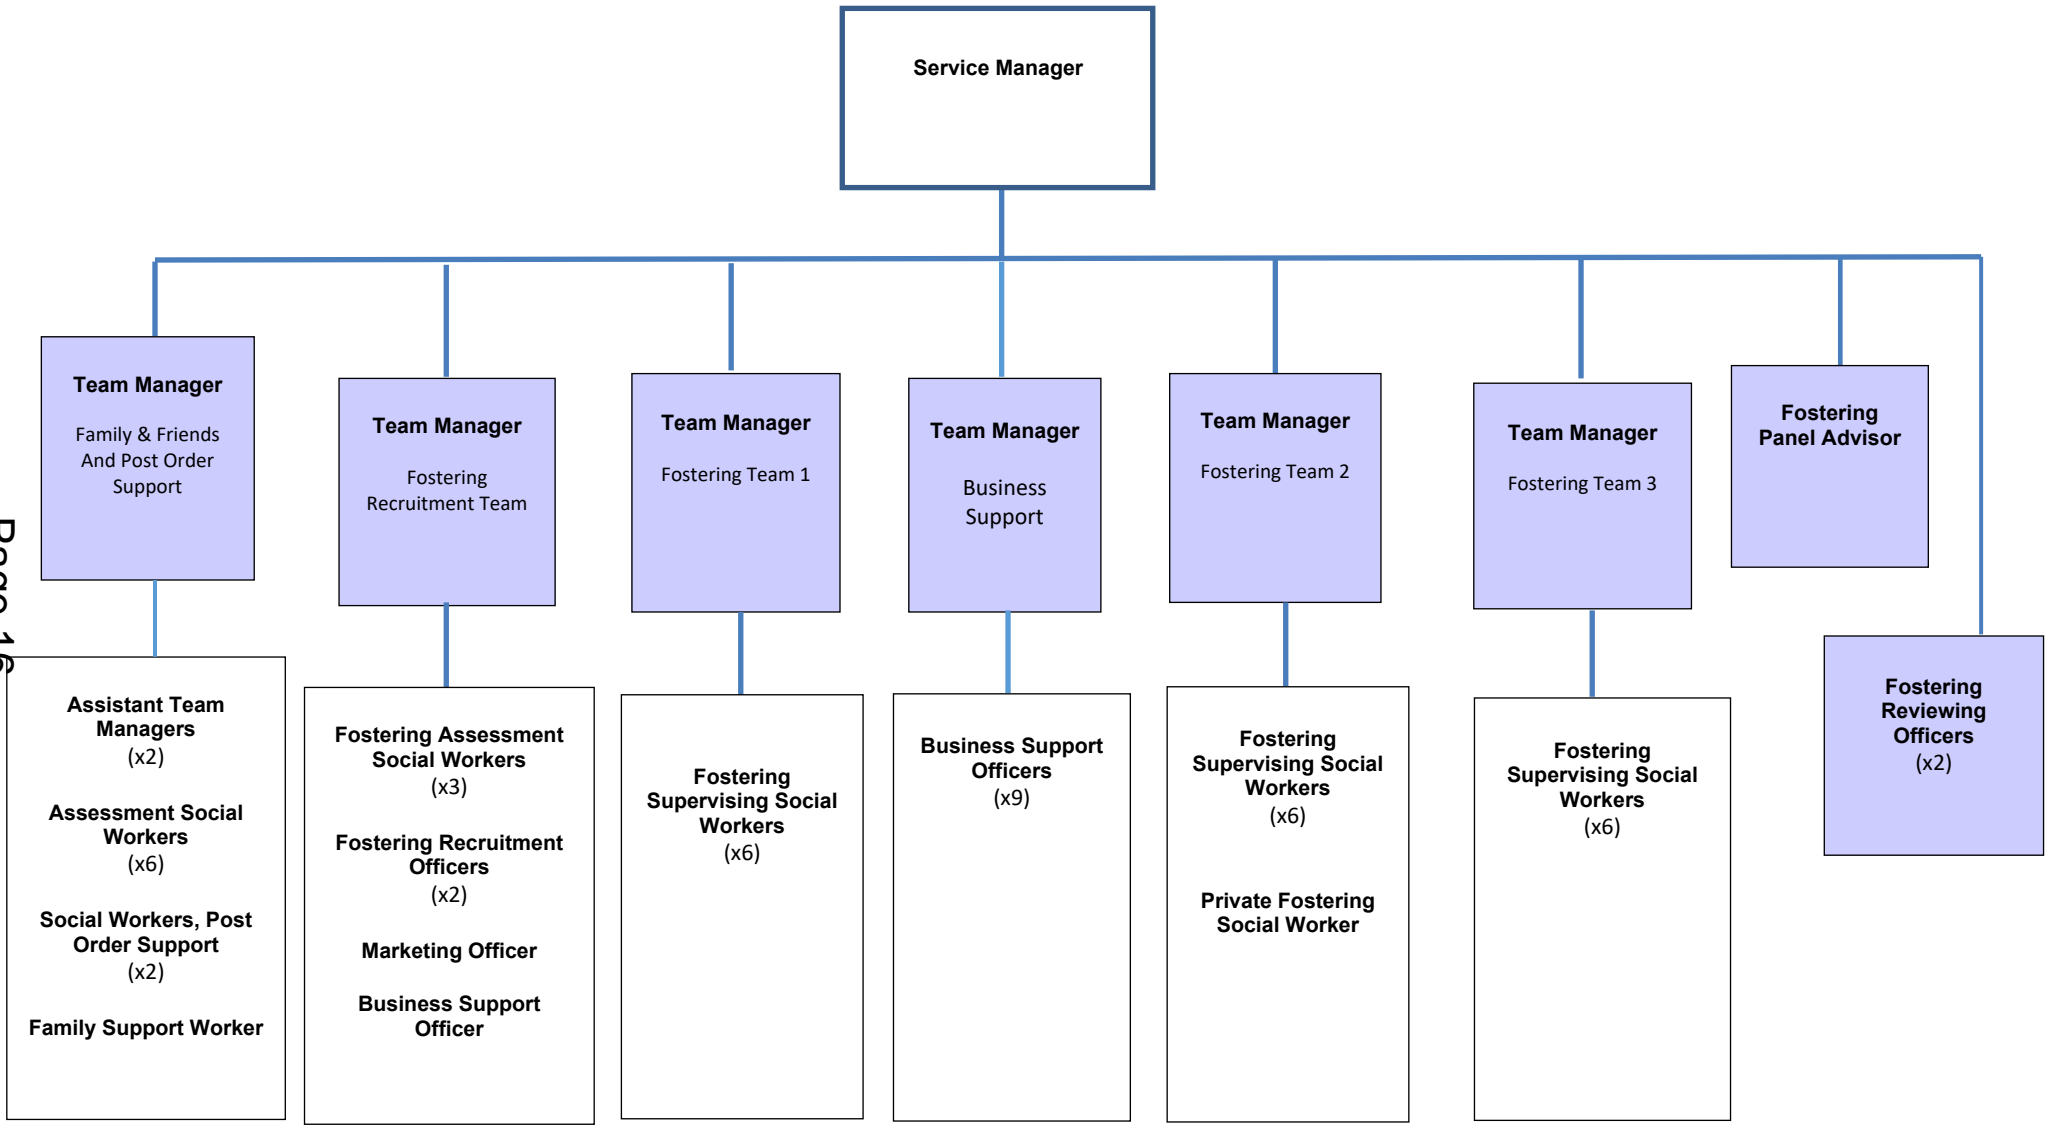 Service Manager
Team Manager
Family & Friends
And Post Order
Support
Team Manager
Fostering
Recruitment Team
Team Manager
Fostering Team 1
Team Manager
Business
Support
Team Manager
Fostering Team 2
Team Manager
Fostering Team 3
Fostering
Panel Advisor
Fostering
Reviewing
Officers
(x2)
Page 16
Assistant Team
Managers
(x2)
Assessment Social
Workers
(x6)
Social Workers, Post
Order Support
(x2)
Family Support Worker
Fostering Assessment
Social Workers
(x3)
Fostering Recruitment
Officers
(x2)
Marketing Officer
Business Support
Officer
Fostering
Supervising Social
Workers
(x6)
Business Support
Officers
(x9)
Fostering
Supervising Social
Workers
(x6)
Private Fostering
Social Worker
Fostering
Supervising Social
Workers
(x6)